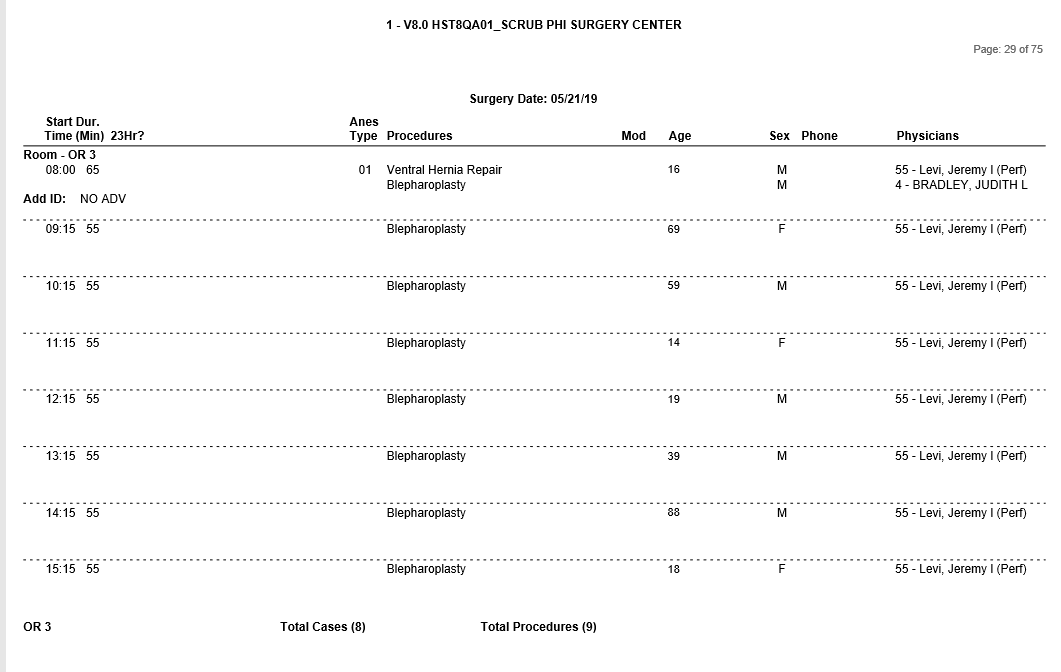 1 - V8.0 HST8QA01_SCRUB PHI SURGERY CENTER
Page: 29 of 75
Surgery Date: 05/21/19
Start Dur. Anes
Time (Min) 23Hr? Type Procedures Mod Age Sex Phone Physicians
Room - OR 3
08:00 65 01 Ventral Hernia Repair 16 M 55 - Levi, Jeremy I (Perf)
Blepharoplasty M 4 - BRADLEY, JUDITH L
Add ID: NO ADV
09:15 55 Blepharoplasty 69 F 55 - Levi, Jeremy I (Perf)
10:15 55 Blepharoplasty 59 M 55 - Levi, Jeremy I (Perf)
11:15 55 Blepharoplasty 14 F 55 - Levi, Jeremy I (Perf)
12:15 55 Blepharoplasty 19 M 55 - Levi, Jeremy I (Perf)
13:15 55 Blepharoplasty 39 M 55 - Levi, Jeremy I (Perf)
14:15 55 Blepharoplasty 88 M 55 - Levi, Jeremy I (Perf)
15:15 55 Blepharoplasty 18 F 55 - Levi, Jeremy I (Perf)
OR 3 Total Cases (8) Total Procedures (9)